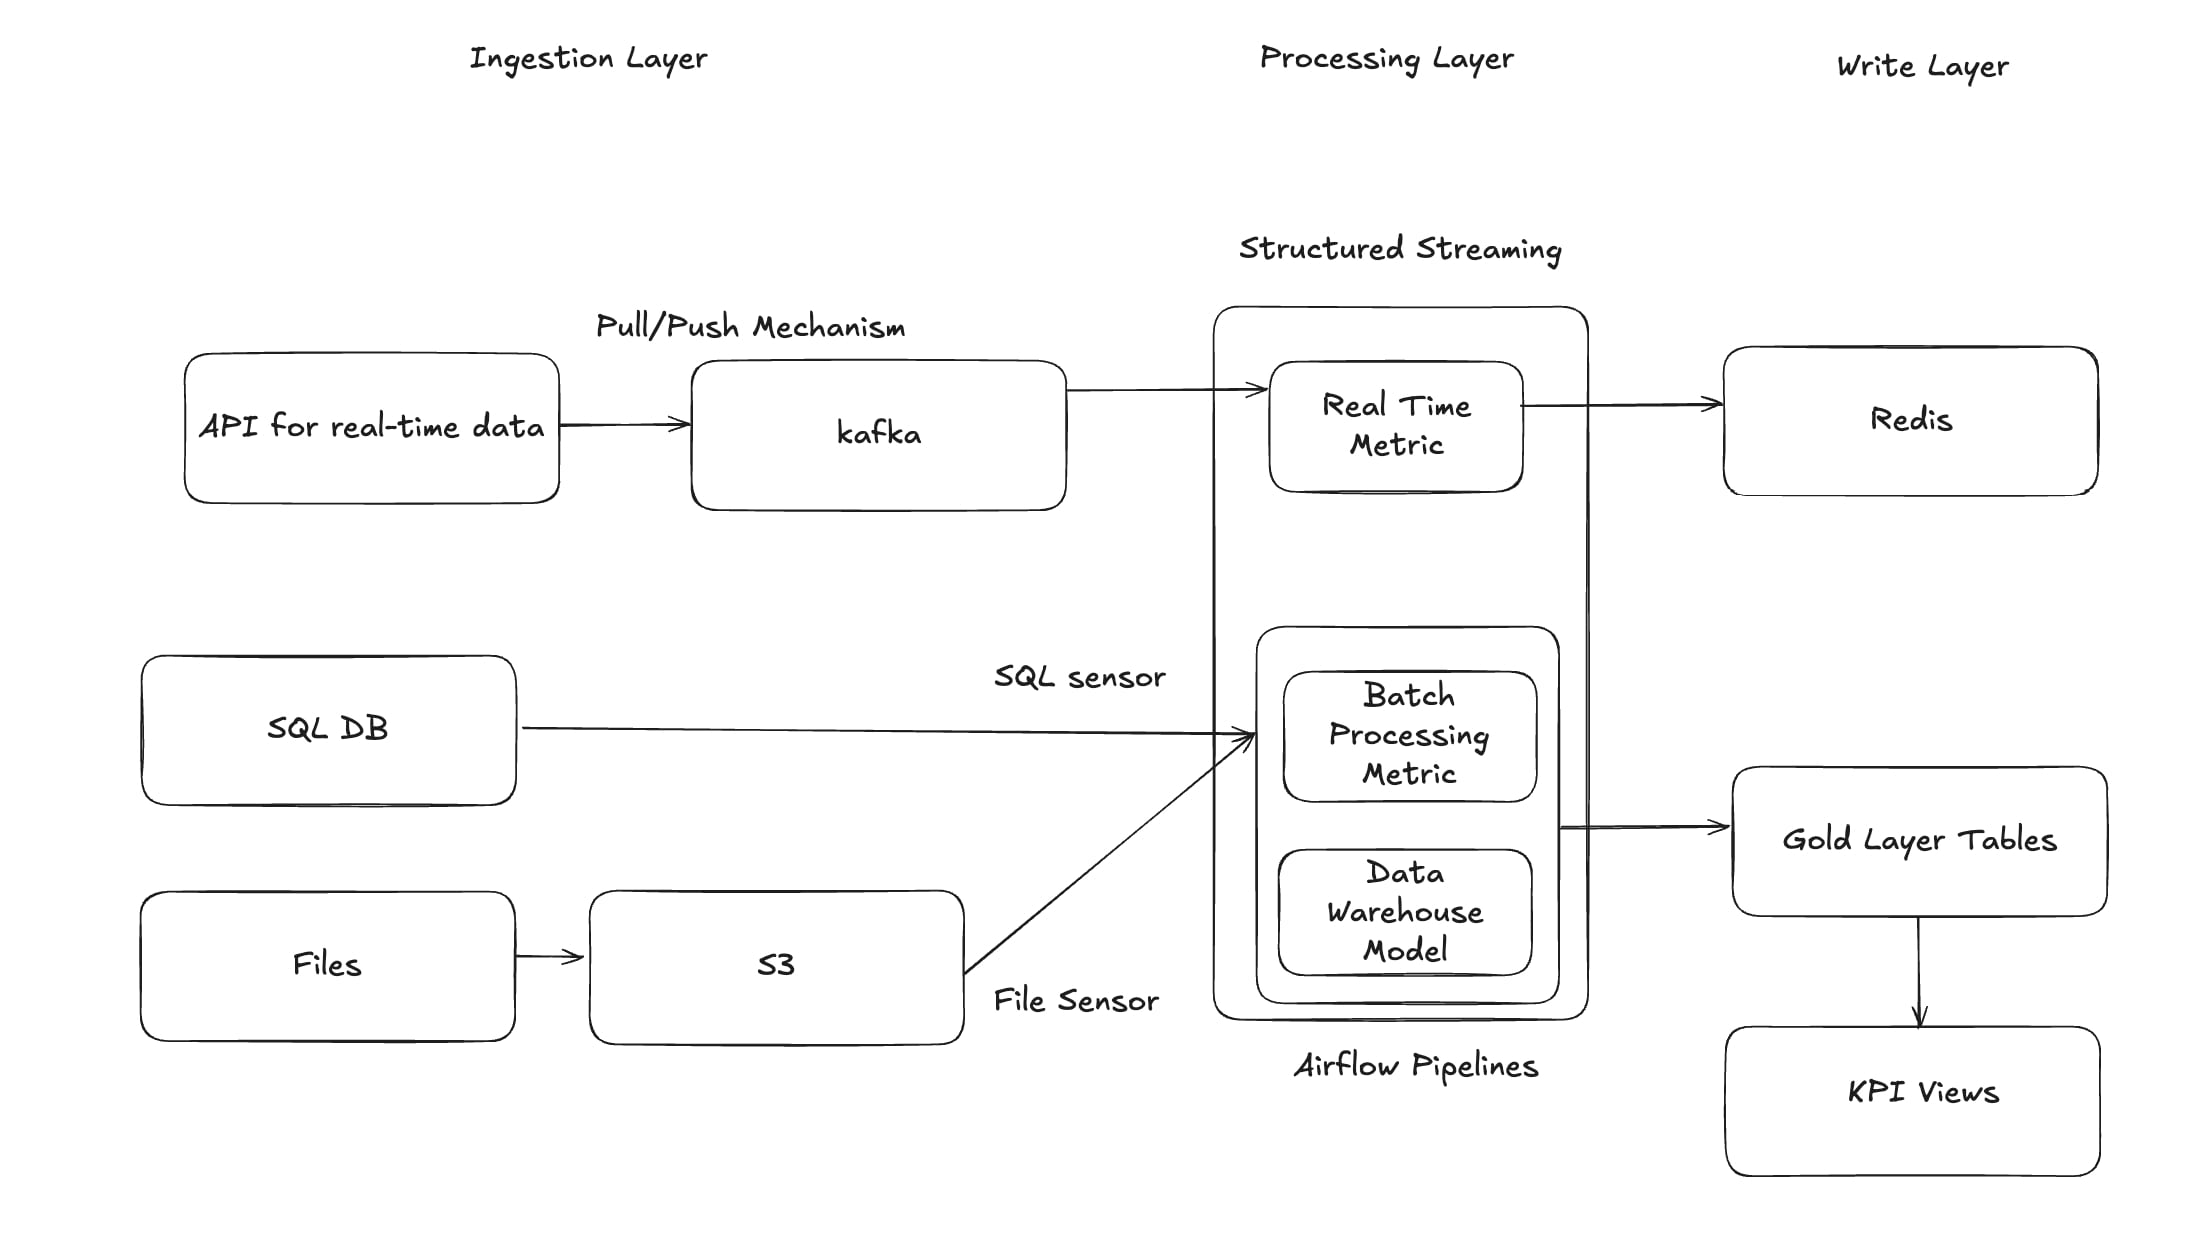 Ingestion Layer
Processing Layer
Write Layer
Structured Streaming
Pull/Push Mechanism
API for real-time data
kafka
Real Time
Metric
Redis
SQL sensor
SQL DB
Batch
Processing
Metric
Gold Layer Tables
Data
Warehouse
Model
Files
S3
File Sensor
Airflow Pipelines
KPI Views